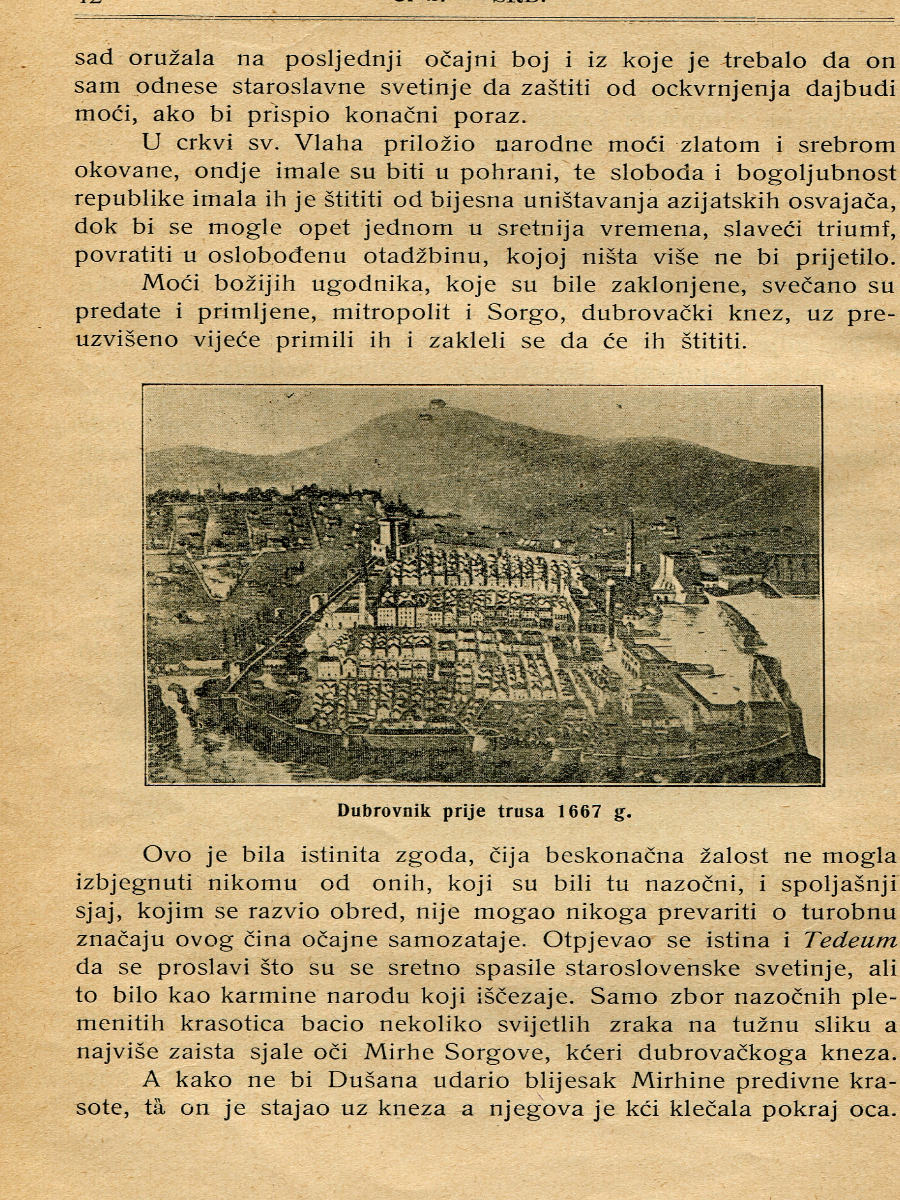 sad oružala na posljednji očajni boj i iz koje je trebalo da on
sam odnese staroslavne svetinje da zaštiti od ockvrnjenja dajbudi
moći, ako bi prispio konačni poraz.
U crkvi sv. Vlaha priložio narodne moći zlatom i srebrom
okovane, ondje imale su biti u pohrani, te sloboda i bogoljubnost
republike imala ih je štititi od bijesna uništavanja azijatskih osvajača,
dok bi se mogle opet jednom u sretnija vremena, slaveći triumf,
povratiti u oslobođenu otadžbinu, kojoj ništa više ne bi prijetilo.
Moći božijih ugodnika, koje su bile zaklonjene, svečano su
predate i primljene, mitropolit i Sorgo, dubrovački knez, uz pre-
uzvišeno vijeće primili ih i zakleli se da će ih štititi.
Dubrovnik prije trusa 1667 g.
Ovo je bila istinita zgoda, čija beskonačna žalost ne mogla
izbjegnuti nikomu od onih, koji su bili tu nazočni, i spoljašnji
sjaj, kojim se razvio obred, nije mogao nikoga prevariti o turobnu
značaju ovog čina očajne samozataje. Otpjevao se istina i Tedeum
da se proslavi što su se sretno spasile staroslovenske svetinje, ali
to bilo kao karmine narodu koji iščezaje. Samo zbor nazočnih ple-
menitih krasotica bacio nekoliko svijetlih zraka na tužnu sliku a
najviše zaista sjale oči Mirhe Sorgove, kćeri dubrovačkoga kneza.
A kako ne bi Dušana udario blijesak Mirhine predivne kra-
sote, tà on je stajao uz kneza a njegova je kći klečala pokraj oca.